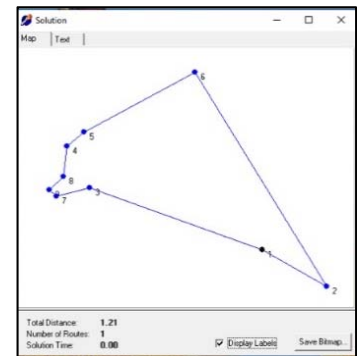 Solution
Map Text
6
5
4
8
3
9
7
1
2
Total Distance: 1.21
Number of Routes: 1
Solution Time: 0.00
Display Labels
Save Bitmap...